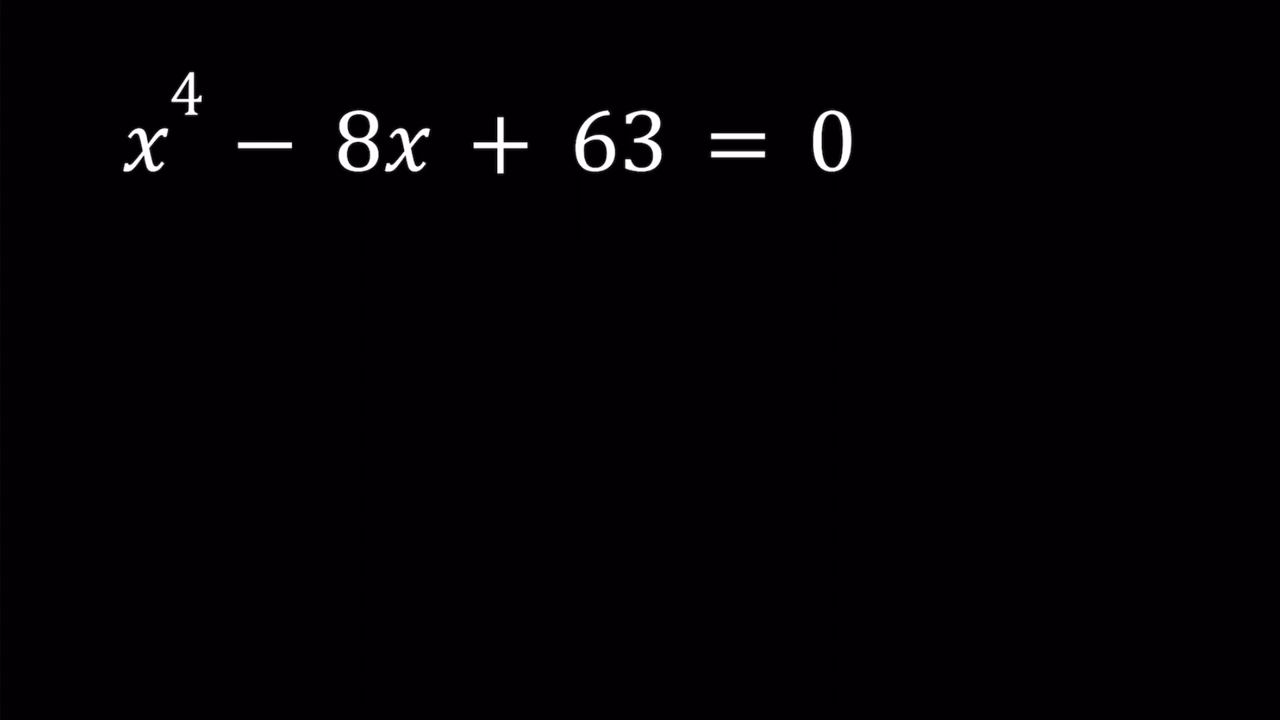 x⁴ − 8x + 63 = 0